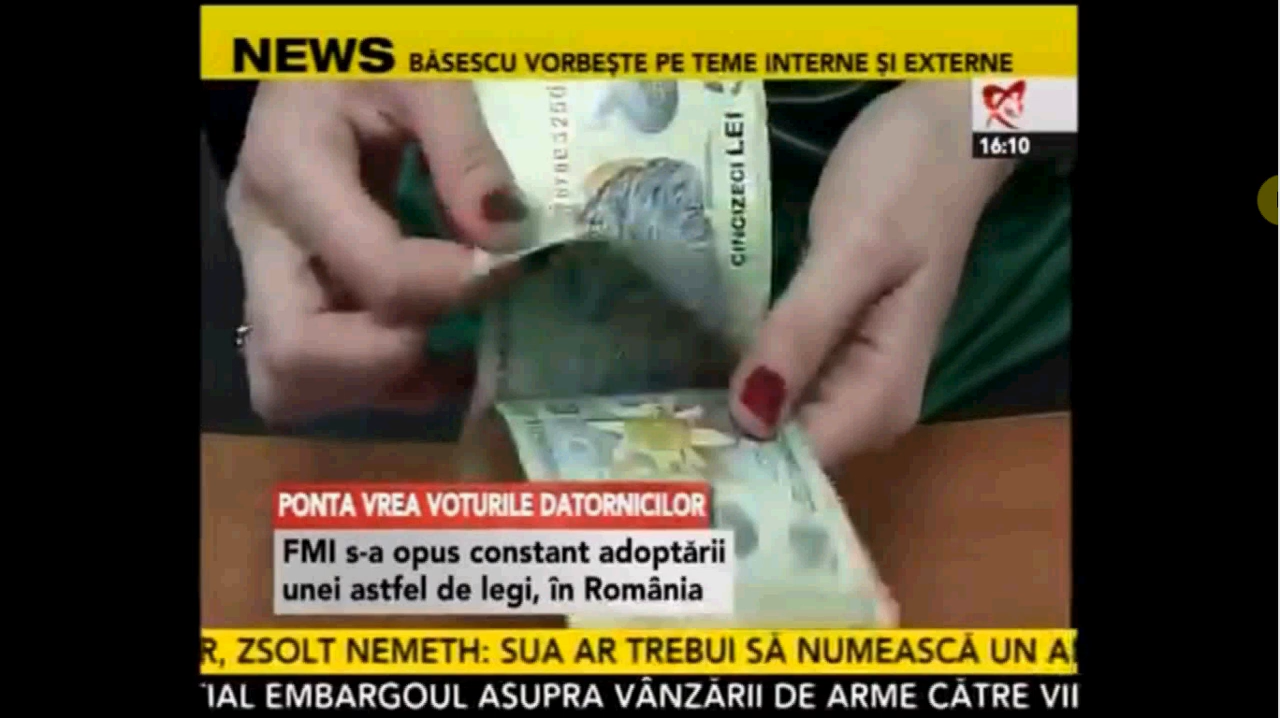 NEWS BĂSESCU VORBEȘTE PE TEME INTERNE ȘI EXTERNE
16:10
CINCIZECI LEI
PONTA VREA VOTURILE DATORNICILOR
FMI s-a opus constant adoptării
unei astfel de legi, în România
R, ZSOLT NEMETH: SUA AR TREBUI SĂ NUMEASCĂ UN A
IAL EMBARGOUL ASUPRA VÂNZĂRII DE ARME CĂTRE VII